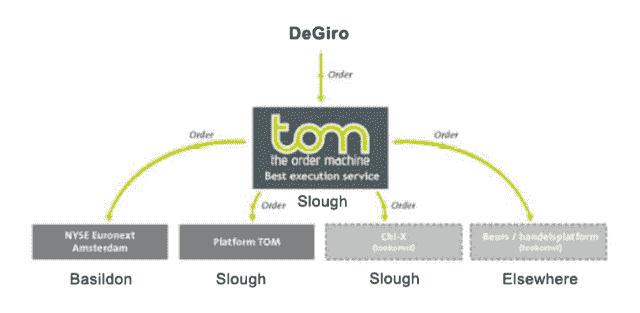 DeGiro
Order
tom
the order machine
Best execution service
Slough
Order
Order
Order
Order
NYSE Euronext
Amsterdam
Platform TOM
Chi-X
(toekomst)
Beurs / handelsplatform
(toekomst)
Basildon
Slough
Slough
Elsewhere